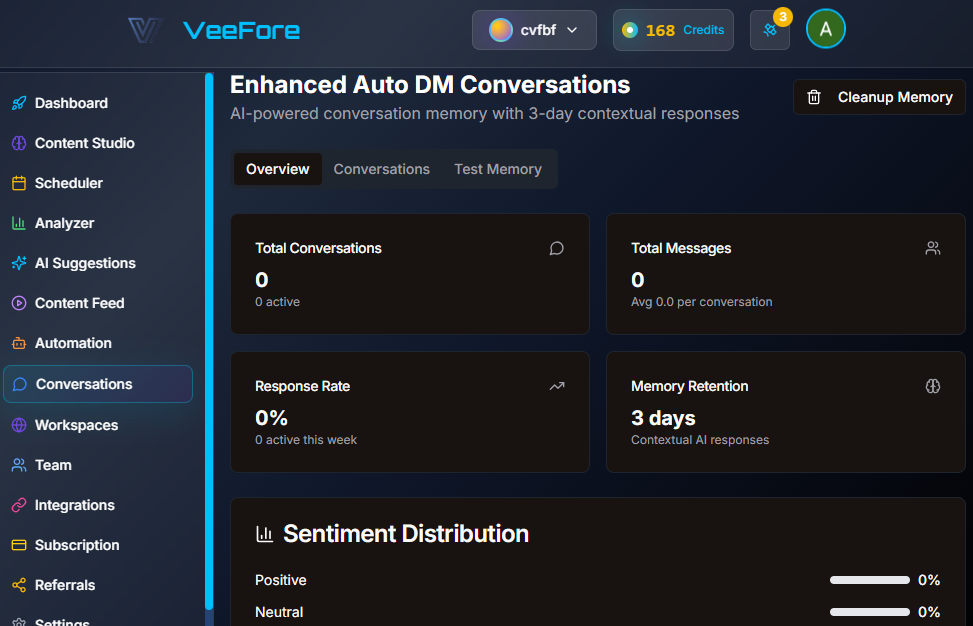 VeeFore
cvfbf
168 Credits
3
A
Dashboard
Content Studio
Scheduler
Analyzer
AI Suggestions
Content Feed
Automation
Conversations
Workspaces
Team
Integrations
Subscription
Referrals
Settings
Enhanced Auto DM Conversations
AI-powered conversation memory with 3-day contextual responses
Cleanup Memory
Overview Conversations Test Memory
Total Conversations
0
0 active
Total Messages
0
Avg 0.0 per conversation
Response Rate
0%
0 active this week
Memory Retention
3 days
Contextual AI responses
Sentiment Distribution
Positive 0%
Neutral 0%